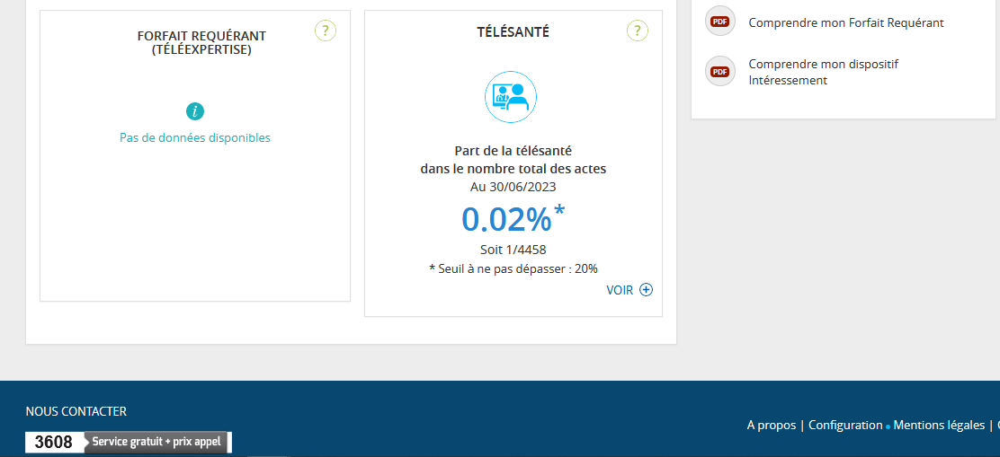 FORFAIT REQUÉRANT
(TÉLÉEXPERTISE)
?
i
Pas de données disponibles
TÉLÉSANTÉ
?
Part de la télésanté
dans le nombre total des actes
Au 30/06/2023
0.02%*
Soit 1/4458
* Seuil à ne pas dépasser : 20%
VOIR
PDF
Comprendre mon Forfait Requérant
PDF
Comprendre mon dispositif
Intéressement
NOUS CONTACTER
3608 Service gratuit + prix appel
A propos | Configuration • Mentions légales |